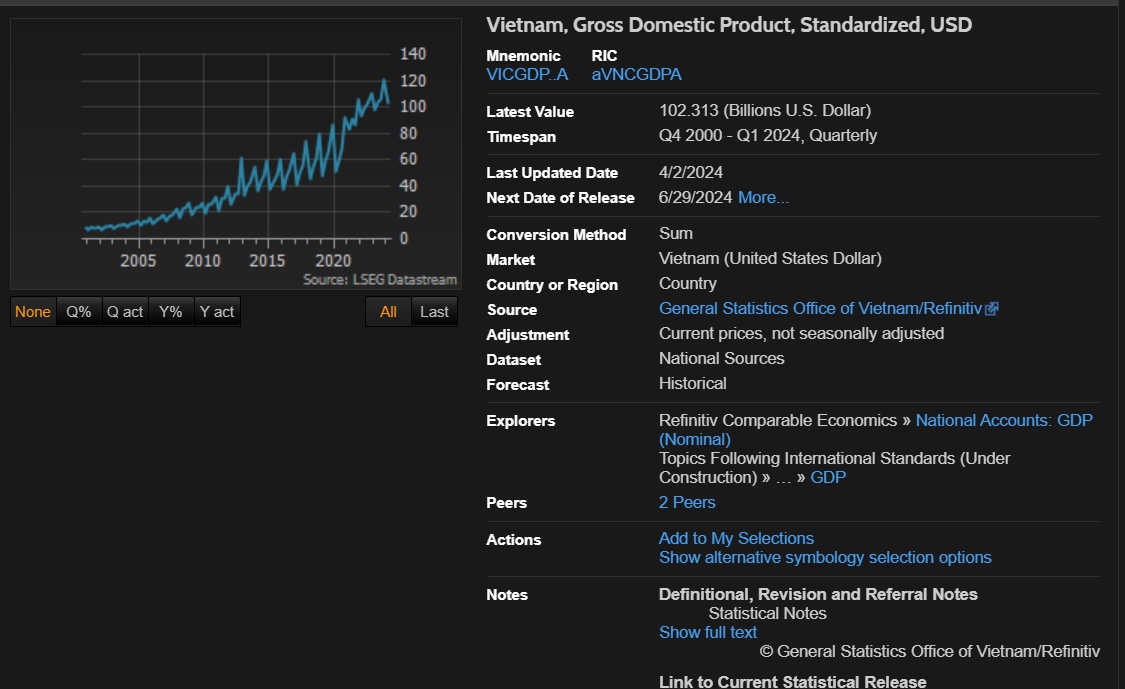 Vietnam, Gross Domestic Product, Standardized, USD
Mnemonic RIC
VICGDP..A aVNCGDPA
Latest Value 102.313 (Billions U.S. Dollar)
Timespan Q4 2000 - Q1 2024, Quarterly
Last Updated Date 4/2/2024
Next Date of Release 6/29/2024 More...
Conversion Method Sum
Market Vietnam (United States Dollar)
Country or Region Country
Source General Statistics Office of Vietnam/Refinitiv
Adjustment Current prices, not seasonally adjusted
Dataset National Sources
Forecast Historical
Explorers Refinitiv Comparable Economics » National Accounts: GDP
(Nominal)
Topics Following International Standards (Under
Construction) » … » GDP
Peers 2 Peers
Actions Add to My Selections
Show alternative symbology selection options
Notes Definitional, Revision and Referral Notes
Statistical Notes
Show full text
© General Statistics Office of Vietnam/Refinitiv
Link to Current Statistical Release
140
120
100
80
60
40
20
0
2005 2010 2015 2020
Source: LSEG Datastream
None Q% Q act Y% Y act All Last